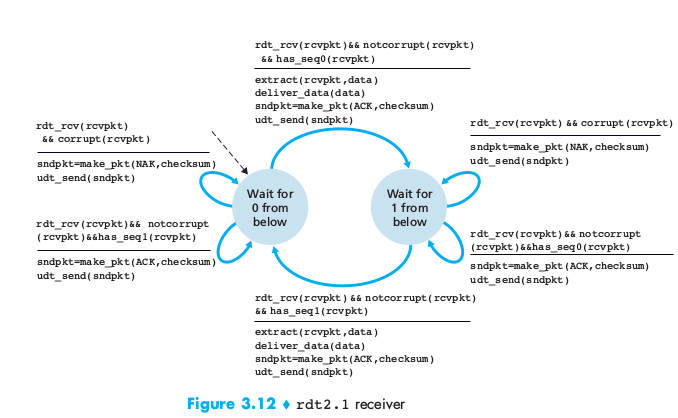 rdt_rcv(rcvpkt)&& notcorrupt(rcvpkt)
&& has_seq0(rcvpkt)
extract(rcvpkt,data)
deliver_data(data)
sndpkt=make_pkt(ACK,checksum)
udt_send(sndpkt)
rdt_rcv(rcvpkt)
&& corrupt(rcvpkt)
sndpkt=make_pkt(NAK,checksum)
udt_send(sndpkt)
rdt_rcv(rcvpkt) && corrupt(rcvpkt)
sndpkt=make_pkt(NAK,checksum)
udt_send(sndpkt)
Wait for
0 from
below
Wait for
1 from
below
rdt_rcv(rcvpkt)&& notcorrupt
(rcvpkt)&&has_seq1(rcvpkt)
sndpkt=make_pkt(ACK,checksum)
udt_send(sndpkt)
rdt_rcv(rcvpkt)&& notcorrupt
(rcvpkt)&&has_seq0(rcvpkt)
sndpkt=make_pkt(ACK,checksum)
udt_send(sndpkt)
rdt_rcv(rcvpkt) && notcorrupt(rcvpkt)
&& has_seq1(rcvpkt)
extract(rcvpkt,data)
deliver_data(data)
sndpkt=make_pkt(ACK,checksum)
udt_send(sndpkt)
Figure 3.12 ♦ rdt2.1 receiver